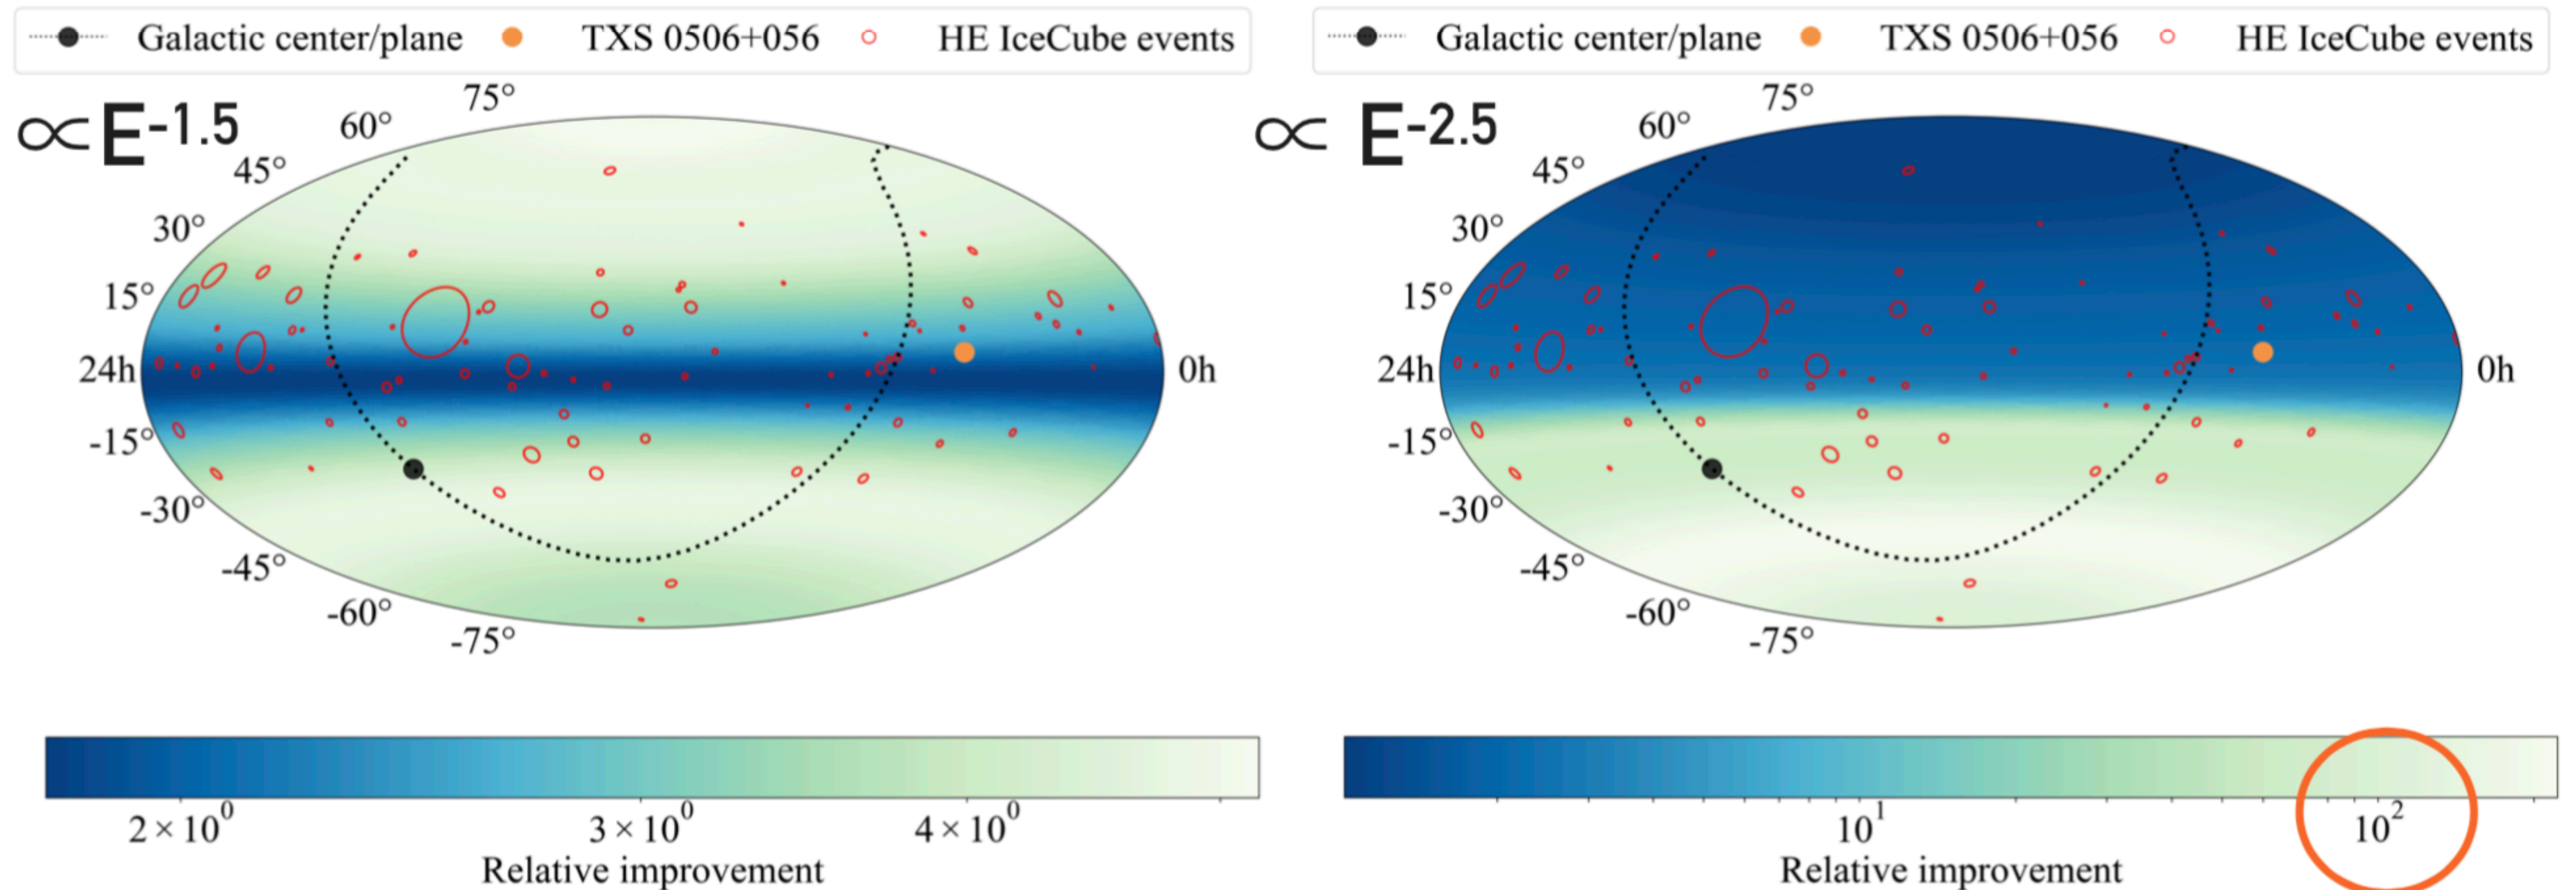 Galactic center/plane TXS 0506+056 HE IceCube events
∝E-1.5
75°
60°
45°
30°
15°
24h
0h
-15°
-30°
-45°
-60°
-75°
2 × 10⁰ 3 × 10⁰ 4 × 10⁰
Relative improvement
Galactic center/plane TXS 0506+056 HE IceCube events
∝ E-2.5
75°
60°
45°
30°
15°
24h
0h
-15°
-30°
-45°
-60°
-75°
10¹ 10²
Relative improvement